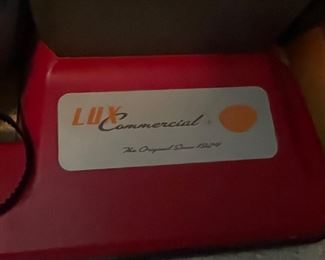 LUX Commercial
The Original Since 1924